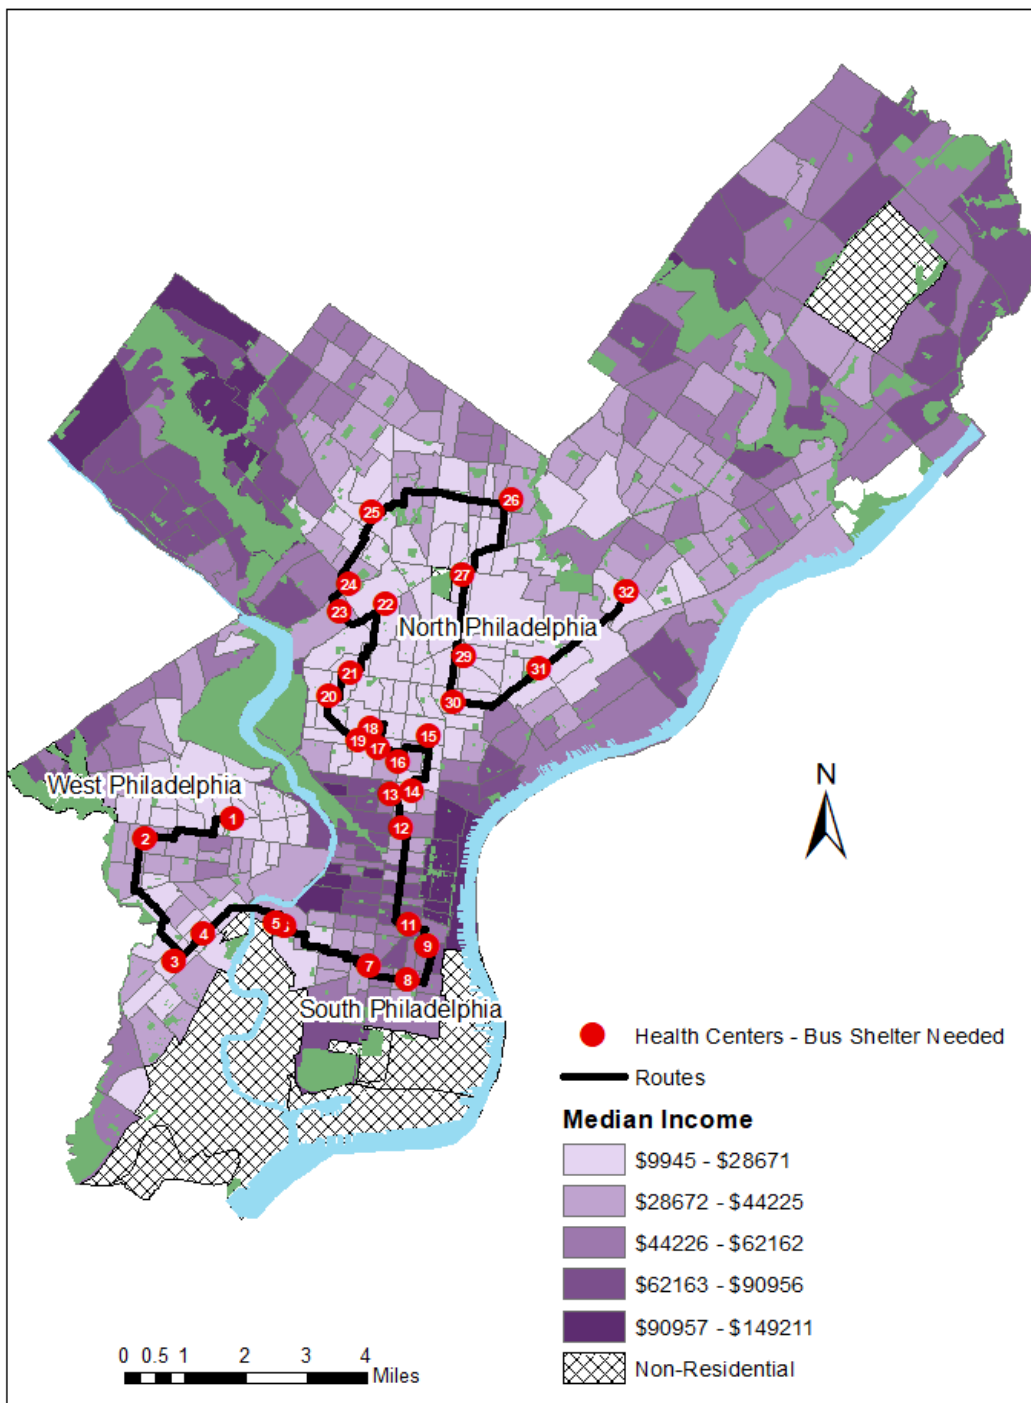 26
25
27
24
32
22
23
North Philadelphia
29
31
21
20
30
18
15
19
17
16
West Philadelphia
13
14
1
12
2
5
11
4
9
3
7
8
South Philadelphia
N
Health Centers - Bus Shelter Needed
Routes
Median Income
$9945 - $28671
$28672 - $44225
$44226 - $62162
$62163 - $90956
$90957 - $149211
Non-Residential
0 0.5 1 2 3 4
Miles